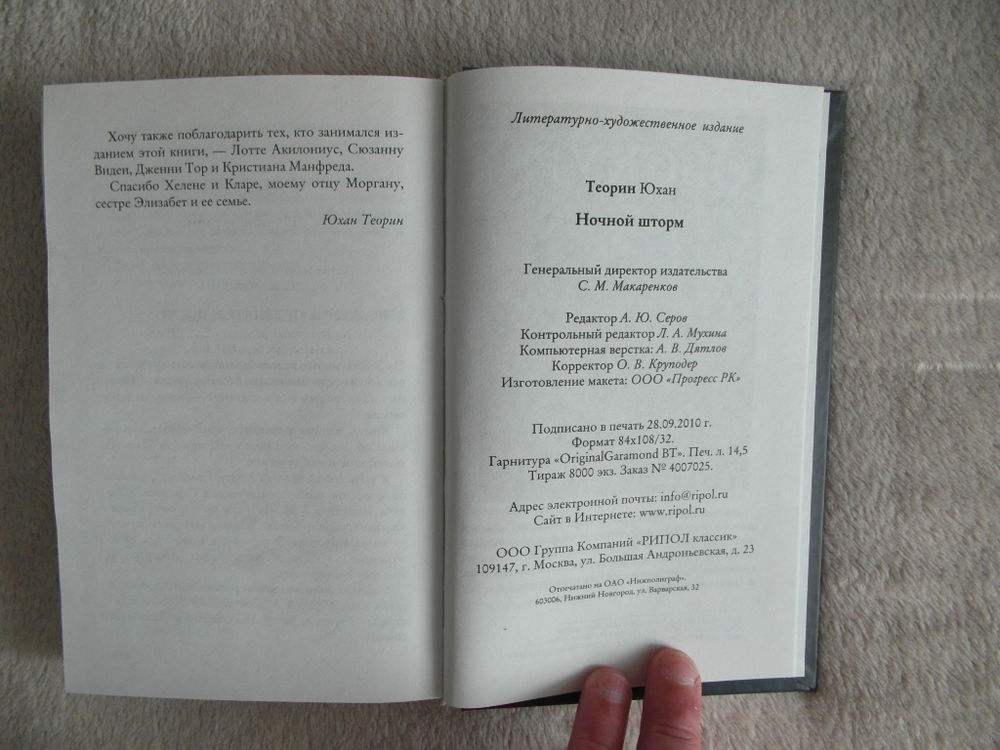 Хочу также поблагодарить тех, кто занимался из-
данием этой книги, — Лотте Акилониус, Сюзанну
Виден, Дженни Тор и Кристиана Манфреда.
Спасибо Хелене и Кларе, моему отцу Моргану,
сестре Элизабет и ее семье.
Юхан Теорин
Литературно-художественное издание
Теорин Юхан
Ночной шторм
Генеральный директор издательства
С. М. Макаренков
Редактор А. Ю. Серов
Контрольный редактор Л. А. Мухина
Компьютерная верстка: А. В. Дятлов
Корректор О. В. Круподер
Изготовление макета: ООО «Прогресс РК»
Подписано в печать 28.09.2010 г.
Формат 84х108/32.
Гарнитура «OriginalGaramond BT». Печ. л. 14,5
Тираж 8000 экз. Заказ № 4007025.
Адрес электронной почты: info@ripol.ru
Сайт в Интернете: www.ripol.ru
ООО Группа Компаний «РИПОЛ классик»
109147, г. Москва, ул. Большая Андроньевская, д. 23
Отпечатано на ОАО «Нижполиграф».
603006, Нижний Новгород, ул. Варварская, 32